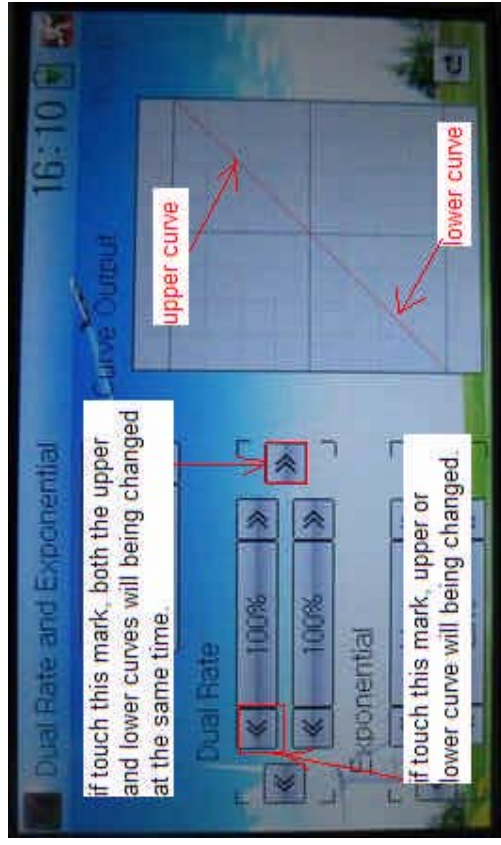 Dual Rate and Exponential
16:10
if touch this mark, both the upper
and lower curves will being changed
at the same time.
Curve Output
upper curve
lower curve
Dual Rate
100%
100%
Exponential
if touch this mark, upper or
lower curve will being changed.